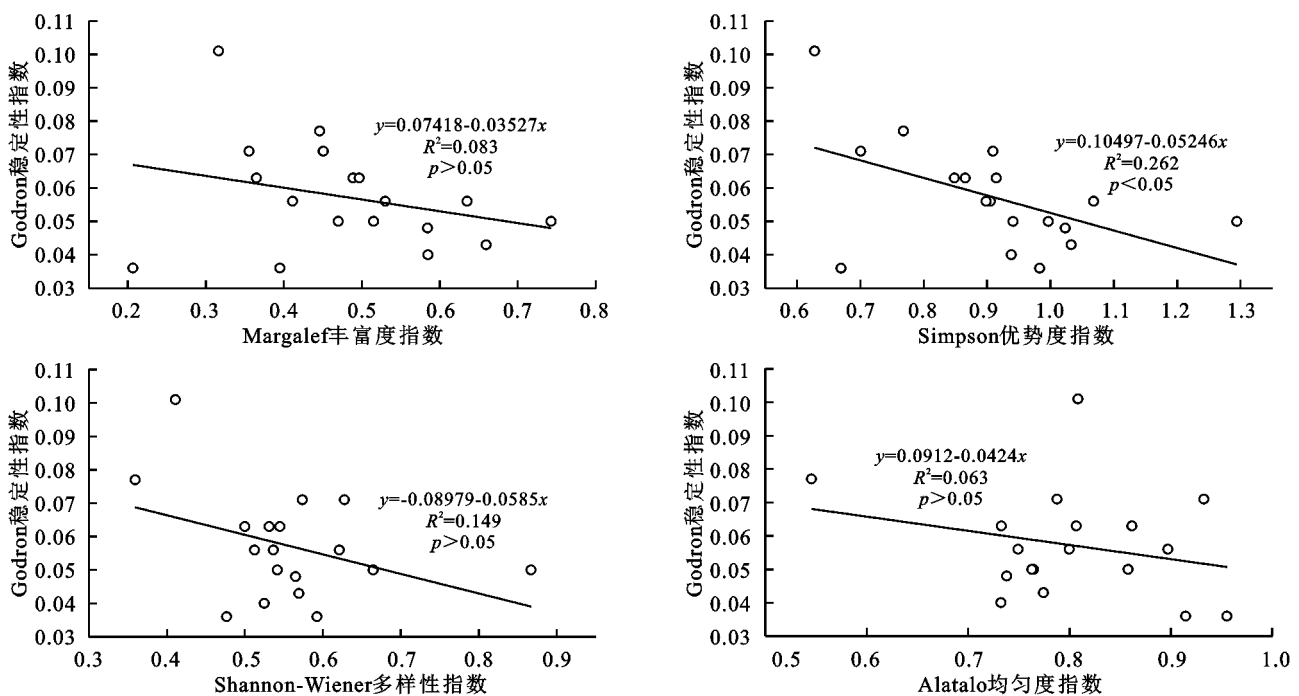 0.11
0.10
0.09
0.08
0.07
0.06
0.05
0.04
0.03
Godron稳定性指数
y=0.07418-0.03527x
R²=0.083
p＞0.05
0.2 0.3 0.4 0.5 0.6 0.7 0.8
Margalef丰富度指数
0.11
0.10
0.09
0.08
0.07
0.06
0.05
0.04
0.03
Godron稳定性指数
y=0.10497-0.05246x
R²=0.262
p＜0.05
0.6 0.7 0.8 0.9 1.0 1.1 1.2 1.3
Simpson优势度指数
0.11
0.10
0.09
0.08
0.07
0.06
0.05
0.04
0.03
Godron稳定性指数
y=-0.08979-0.0585x
R²=0.149
p＞0.05
0.3 0.4 0.5 0.6 0.7 0.8 0.9
Shannon-Wiener多样性指数
0.11
0.10
0.09
0.08
0.07
0.06
0.05
0.04
0.03
Godron稳定性指数
y=0.0912-0.0424x
R²=0.063
p＞0.05
0.5 0.6 0.7 0.8 0.9 1.0
Alatalo均匀度指数